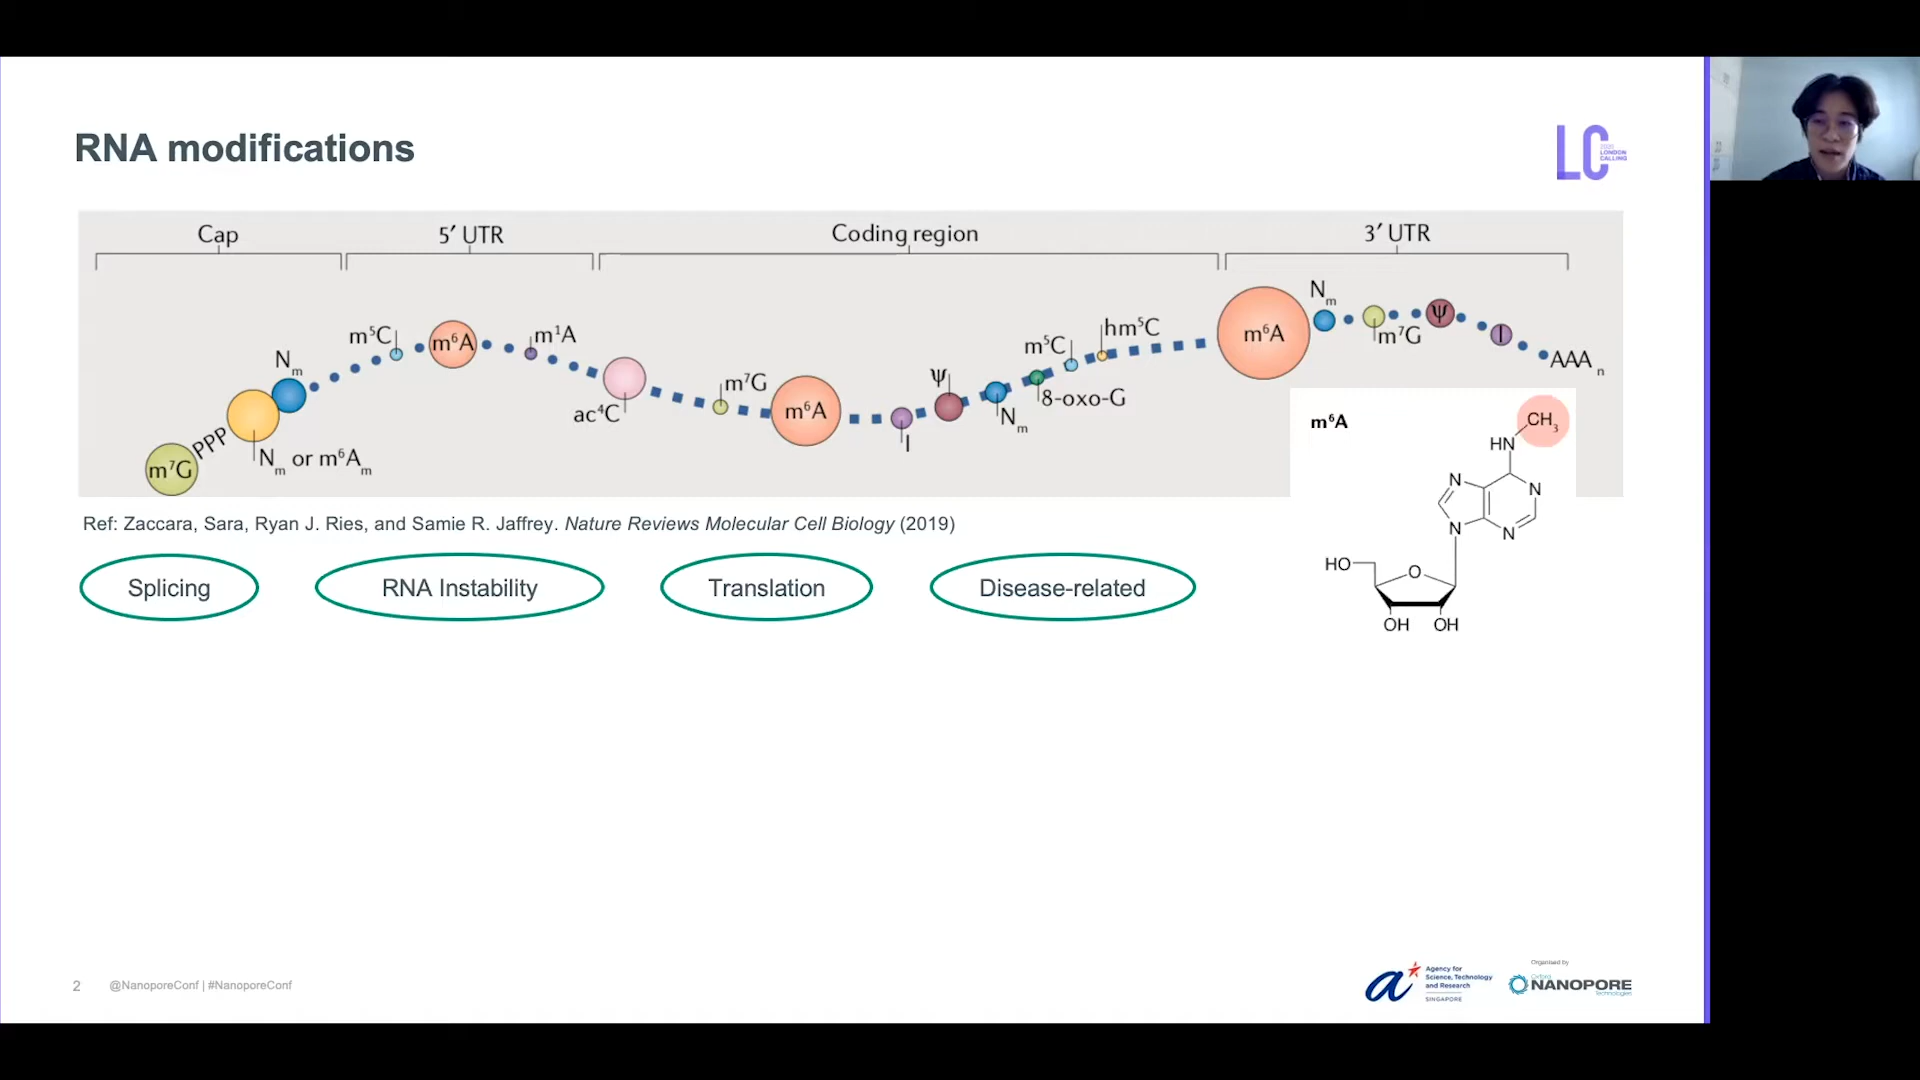 RNA modifications
LC
2020
LONDON
CALLING
Cap
5′ UTR
Coding region
3′ UTR
m⁷G
PPP
Nₘ or m⁶Aₘ
Nₘ
m⁵C
m⁶A
m¹A
ac⁴C
m⁷G
m⁶A
I
Ψ
Nₘ
8-oxo-G
m⁵C
hm⁵C
m⁶A
Nₘ
m⁷G
Ψ
I
AAAₙ
m⁶A
CH₃
HN
N
N
N
N
HO
O
OH OH
Ref: Zaccara, Sara, Ryan J. Ries, and Samie R. Jaffrey. Nature Reviews Molecular Cell Biology (2019)
Splicing
RNA Instability
Translation
Disease-related
2
@NanoporeConf | #NanoporeConf
Agency for
Science, Technology
and Research
SINGAPORE
Organised by
Oxford
NANOPORE
Technologies